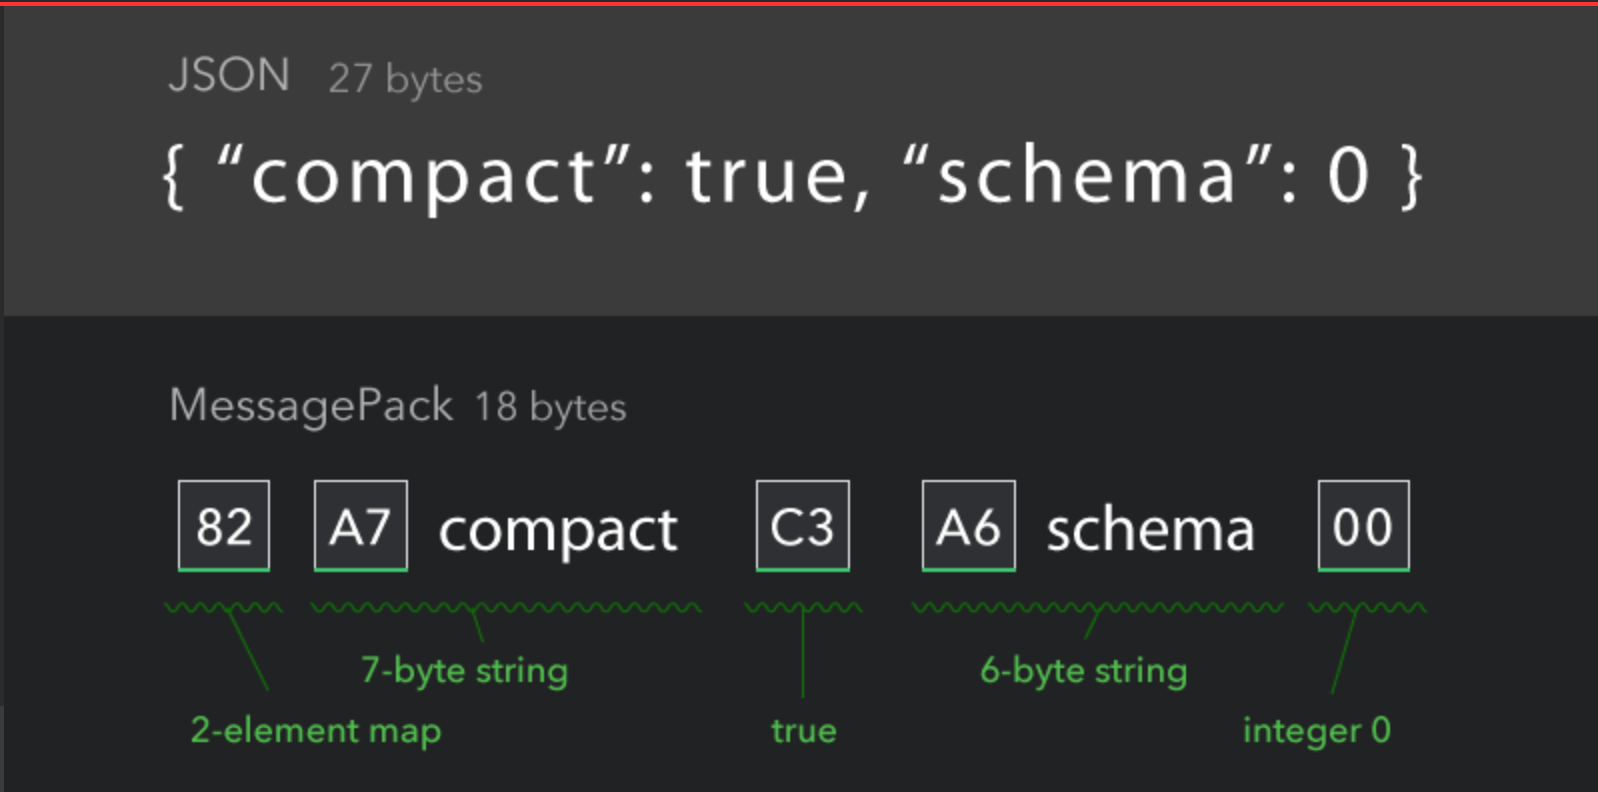 JSON 27 bytes
{ “compact”: true, “schema”: 0 }
MessagePack 18 bytes
82 A7 compact C3 A6 schema 00
7-byte string 6-byte string
2-element map true integer 0